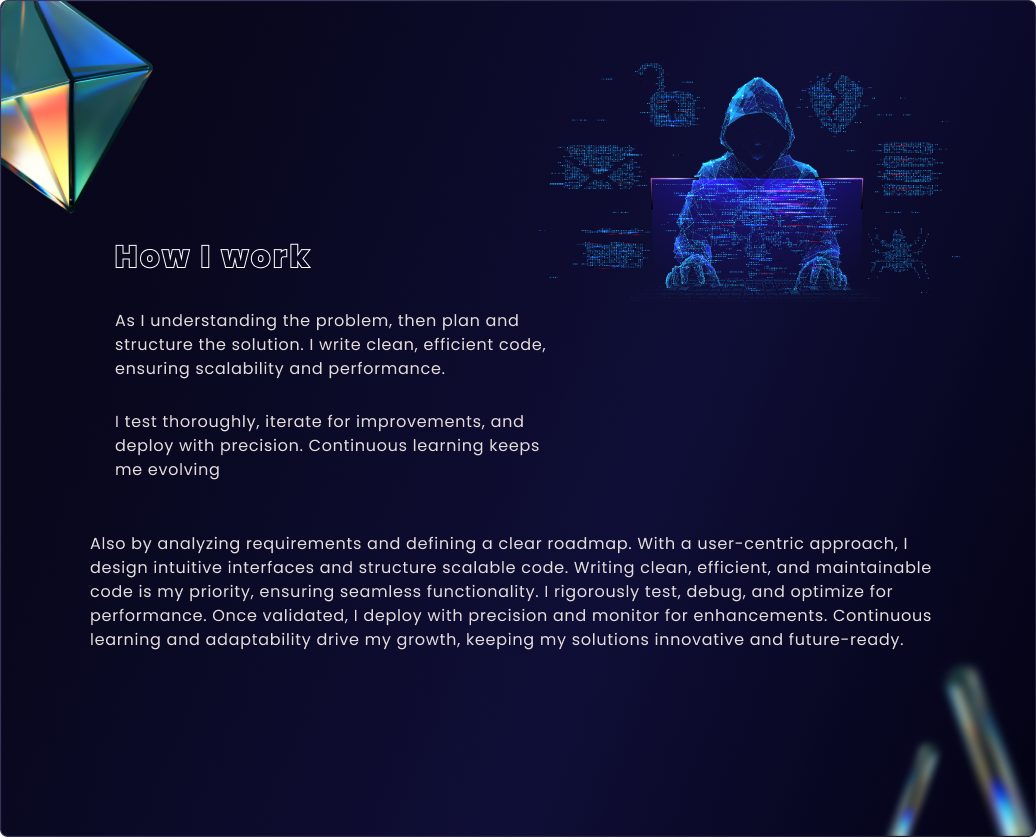 How I work
As I understanding the problem, then plan and
structure the solution. I write clean, efficient code,
ensuring scalability and performance.
I test thoroughly, iterate for improvements, and
deploy with precision. Continuous learning keeps
me evolving
Also by analyzing requirements and defining a clear roadmap. With a user-centric approach, I
design intuitive interfaces and structure scalable code. Writing clean, efficient, and maintainable
code is my priority, ensuring seamless functionality. I rigorously test, debug, and optimize for
performance. Once validated, I deploy with precision and monitor for enhancements. Continuous
learning and adaptability drive my growth, keeping my solutions innovative and future-ready.